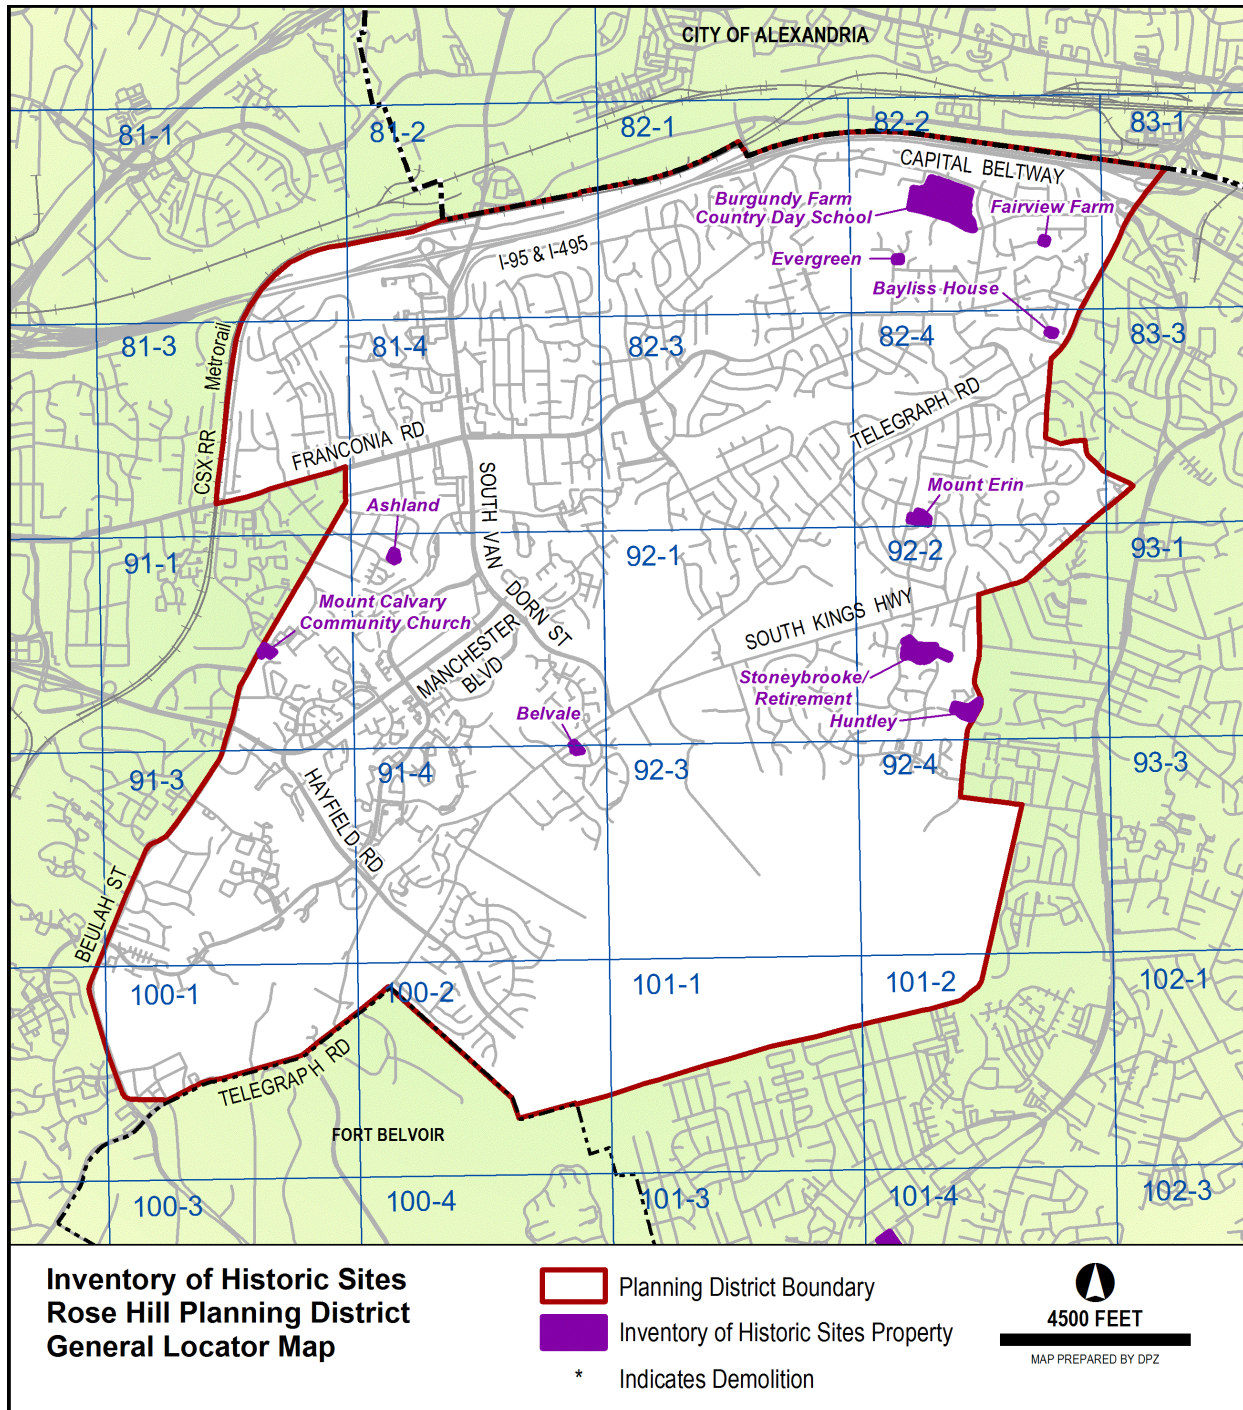 CITY OF ALEXANDRIA
81-1
81-2
82-1
82-2
83-1
CAPITAL BELTWAY
Burgundy Farm
Country Day School
Fairview Farm
I-95 & I-495
Evergreen
Bayliss House
81-3
Metrorail
81-4
82-3
82-4
83-3
TELEGRAPH RD
FRANCONIA RD
CSX RR
SOUTH VAN DORN ST
Ashland
Mount Erin
91-1
92-1
92-2
93-1
Mount Calvary
Community Church
MANCHESTER
BLVD
SOUTH KINGS HWY
Stoneybrooke/
Retirement
Belvale
Huntley
91-3
91-4
92-3
92-4
93-3
HAYFIELD RD
BEULAH ST
100-1
100-2
101-1
101-2
102-1
TELEGRAPH RD
FORT BELVOIR
100-3
100-4
101-3
101-4
102-3
Inventory of Historic Sites
Rose Hill Planning District
General Locator Map
Planning District Boundary
Inventory of Historic Sites Property
* Indicates Demolition
4500 FEET
MAP PREPARED BY DPZ